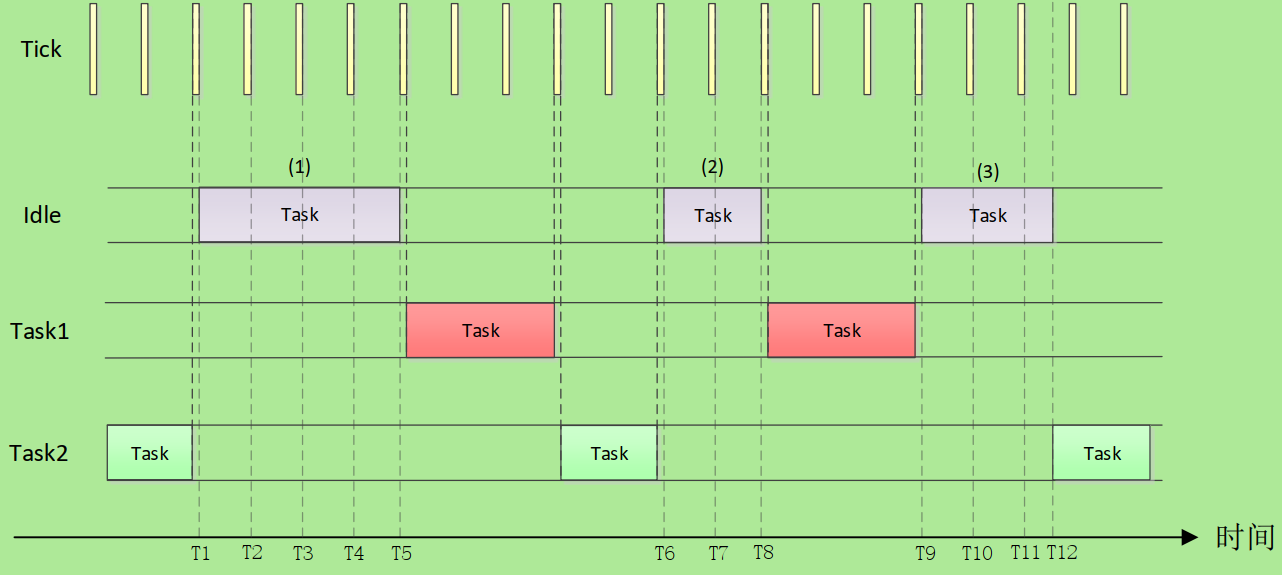 Tick
(1)
(2)
(3)
Idle
Task
Task
Task
Task1
Task
Task
Task2
Task
Task
Task
T1
T2
T3
T4
T5
T6
T7
T8
T9
T10
T11
T12
时间